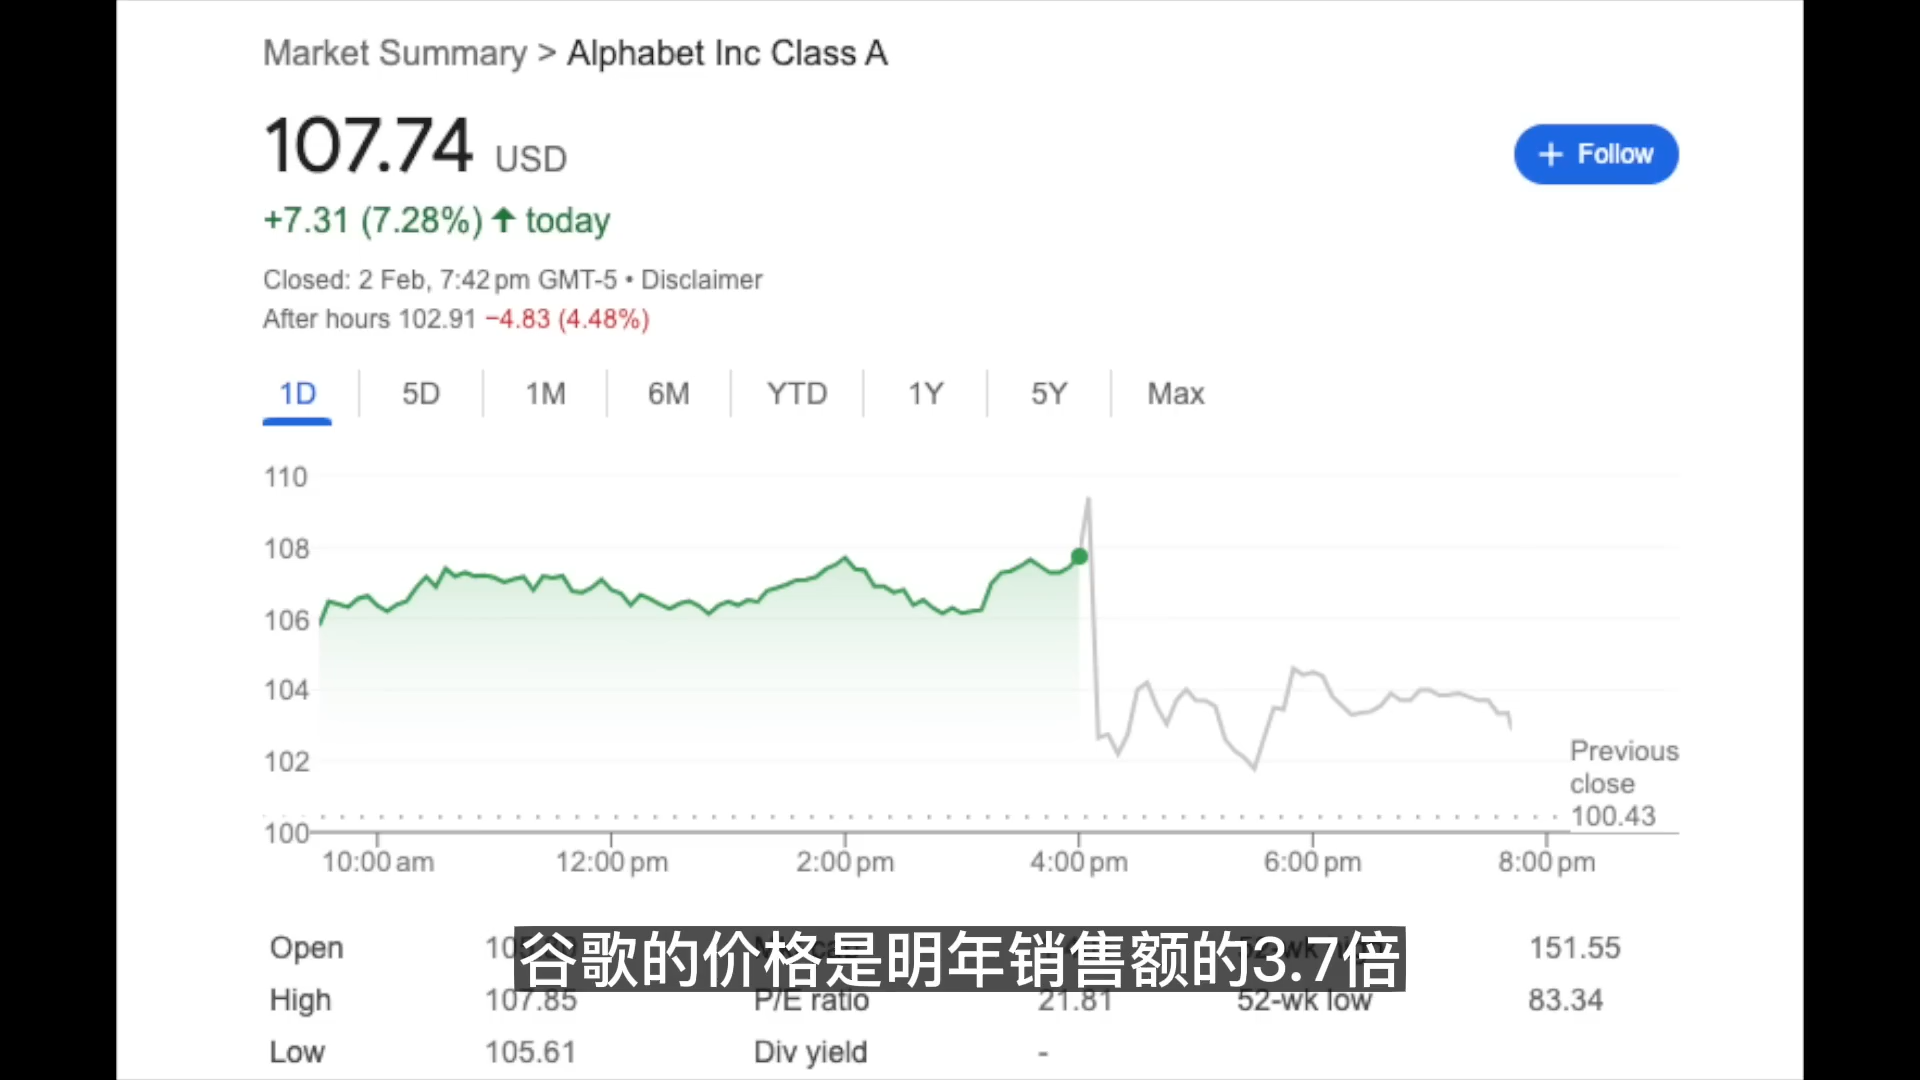 Market Summary > Alphabet Inc Class A
107.74 USD
+ Follow
+7.31 (7.28%) ↑ today
Closed: 2 Feb, 7:42 pm GMT-5 • Disclaimer
After hours 102.91 −4.83 (4.48%)
1D 5D 1M 6M YTD 1Y 5Y Max
110
108
106
104
102
100
Previous
close
100.43
10:00 am 12:00 pm 2:00 pm 4:00 pm 6:00 pm 8:00 pm
Open 151.55
谷歌的价格是明年销售额的3.7倍
High 107.85 P/E ratio 21.81 52-wk low 83.34
Low 105.61 Div yield -